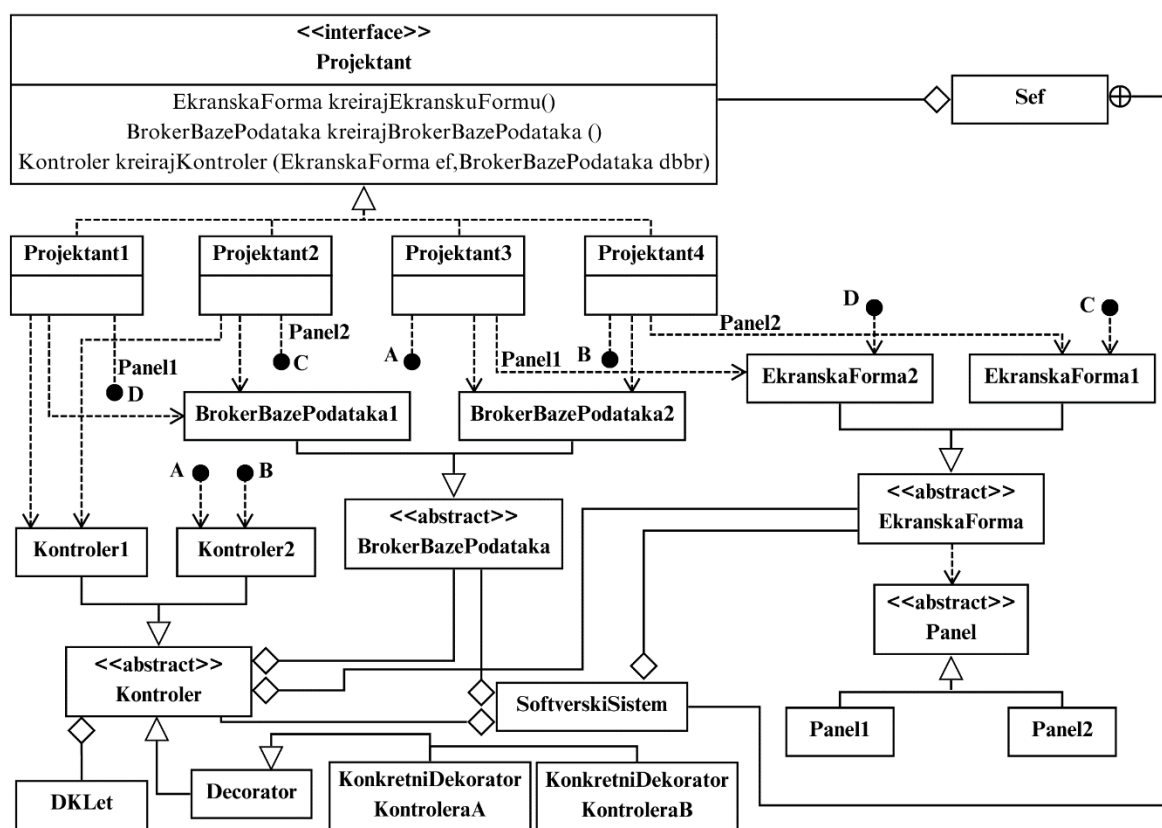 <<interface>>
Projektant
EkranskaForma kreirajEkranskuFormu()
BrokerBazePodataka kreirajBrokerBazePodataka ()
Kontroler kreirajKontroler (EkranskaForma ef,BrokerBazePodataka dbbr)
Sef
Projektant1
Projektant2
Projektant3
Projektant4
D
C
Panel2
Panel2
A
B
Panel1
C
Panel1
D
EkranskaForma2
EkranskaForma1
BrokerBazePodataka1
BrokerBazePodataka2
A
B
<<abstract>>
EkranskaForma
<<abstract>>
BrokerBazePodataka
Kontroler1
Kontroler2
<<abstract>>
Panel
<<abstract>>
Kontroler
SoftverskiSistem
Panel1
Panel2
DKLet
Decorator
KonkretniDekorator
KontroleraA
KonkretniDekorator
KontroleraB